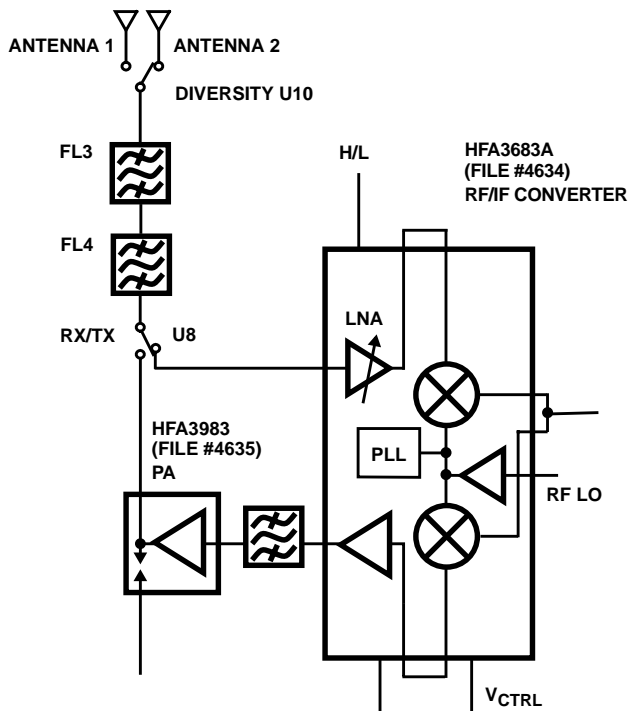 ANTENNA 1
ANTENNA 2
DIVERSITY U10
FL3
H/L
HFA3683A
(FILE #4634)
RF/IF CONVERTER
FL4
RX/TX
U8
LNA
HFA3983
(FILE #4635)
PA
PLL
RF LO
VCTRL